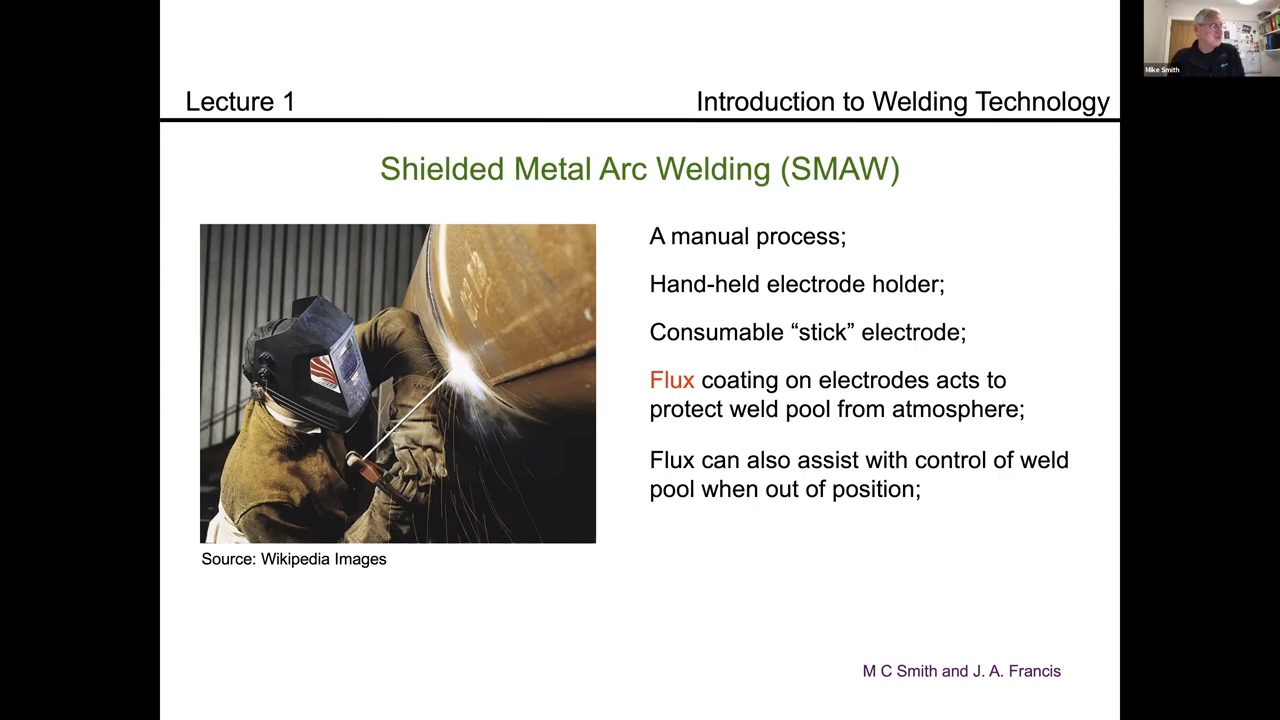 Mike Smith
Lecture 1
Introduction to Welding Technology
Shielded Metal Arc Welding (SMAW)
A manual process;
Hand-held electrode holder;
Consumable “stick” electrode;
Flux coating on electrodes acts to
protect weld pool from atmosphere;
Flux can also assist with control of weld
pool when out of position;
Source: Wikipedia Images
M C Smith and J. A. Francis